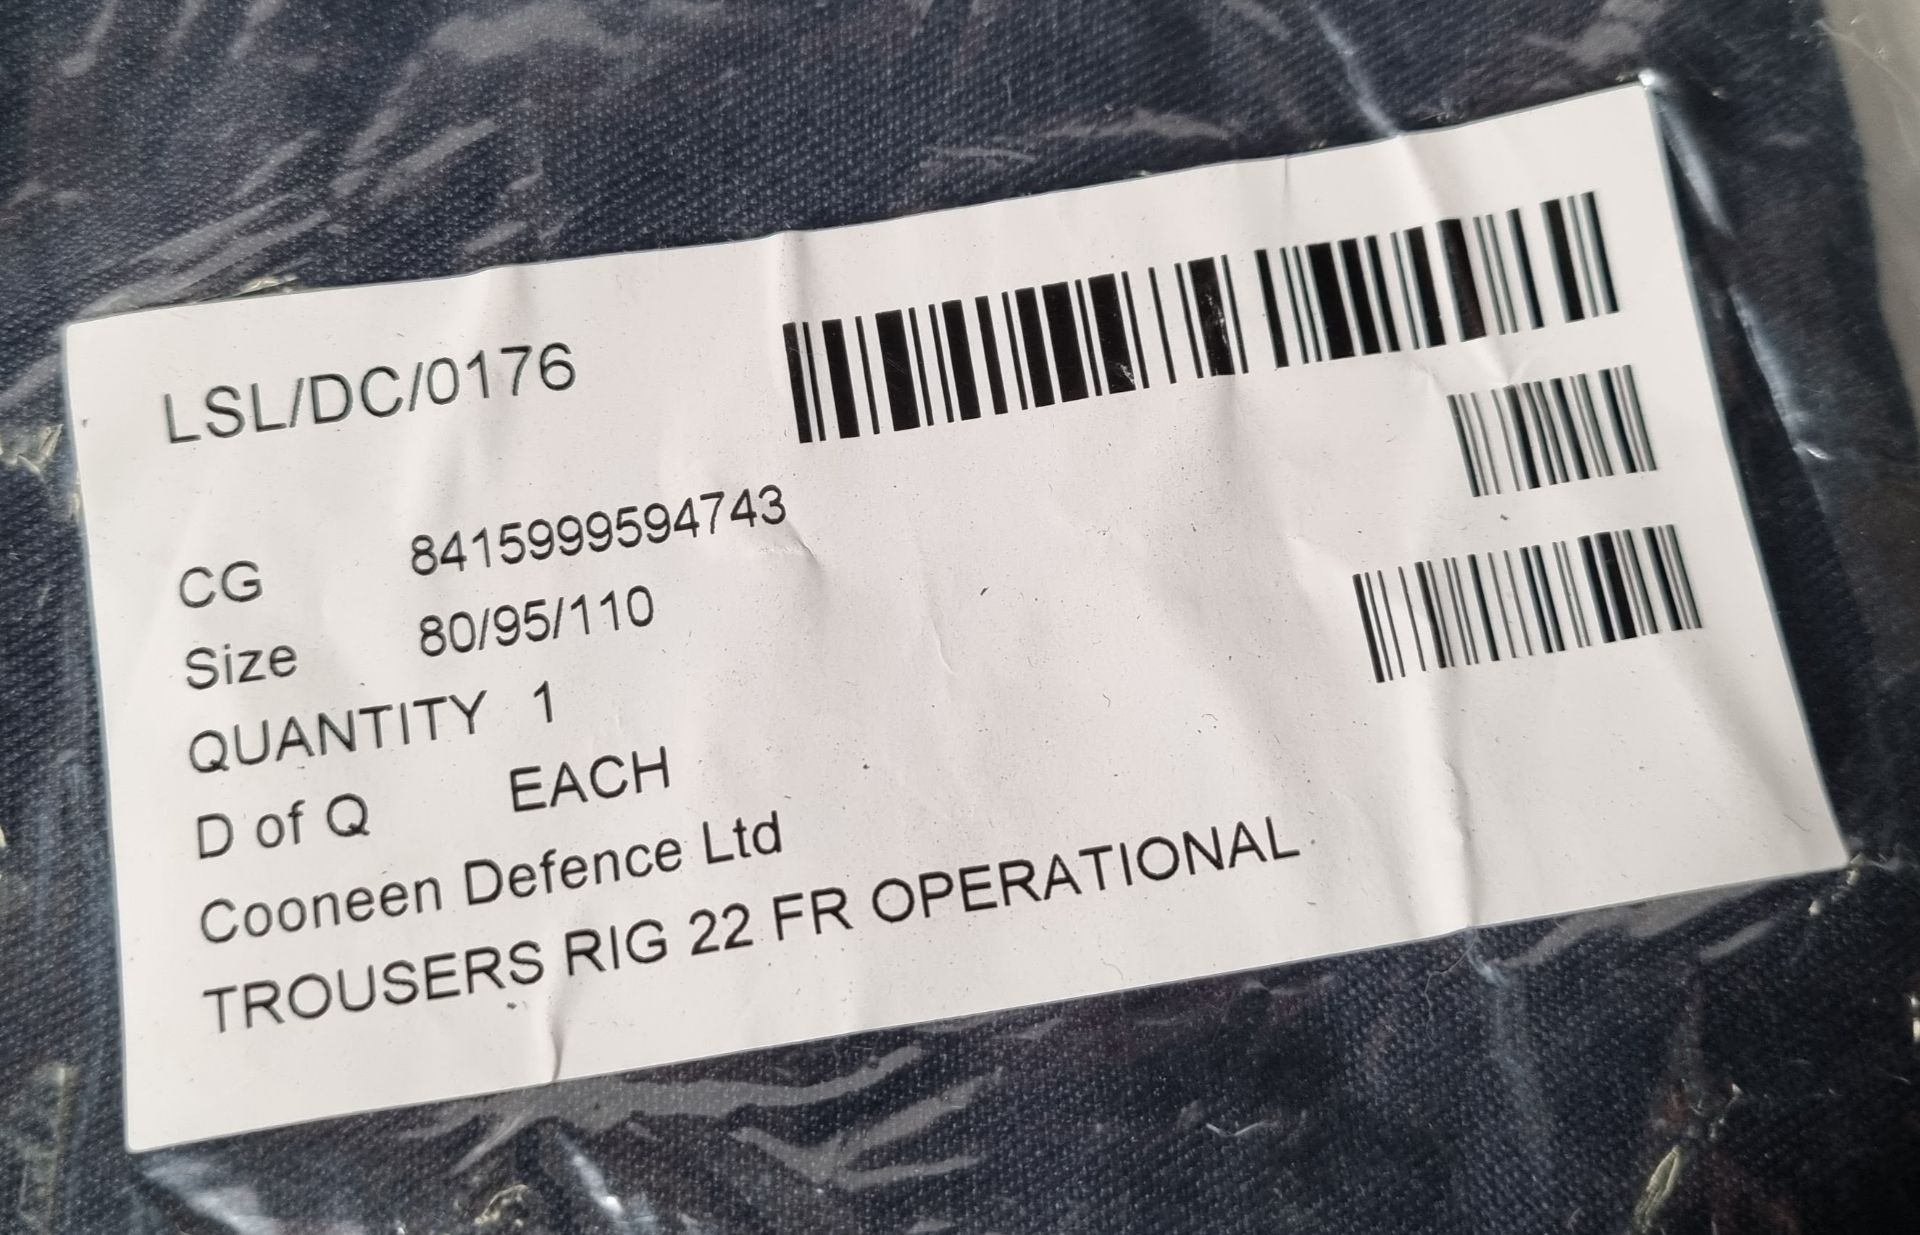 LSL/DC/0176
CG 8415999594743
Size 80/95/110
QUANTITY 1
D of Q EACH
Cooneen Defence Ltd
TROUSERS RIG 22 FR OPERATIONAL